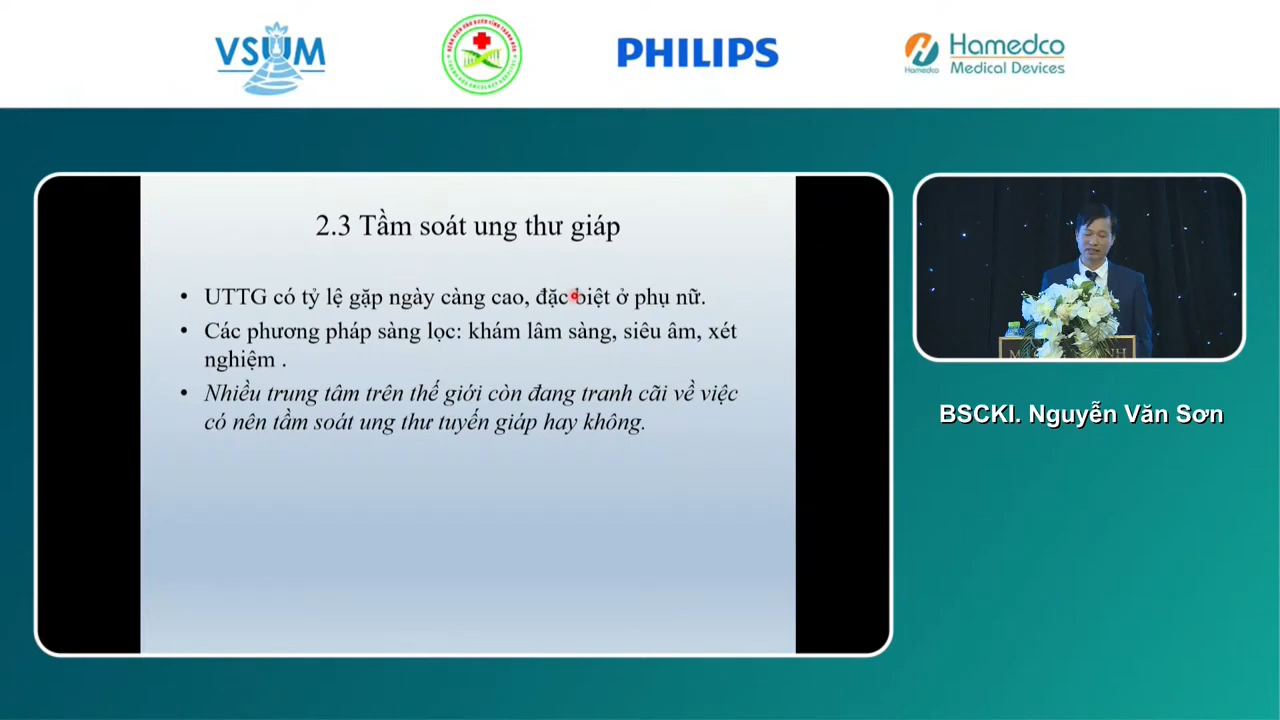 VSUM
PHILIPS
Hamedco
Hamedco
Medical Devices
2.3 Tầm soát ung thư giáp
• UTTG có tỷ lệ gặp ngày càng cao, đặc biệt ở phụ nữ.
• Các phương pháp sàng lọc: khám lâm sàng, siêu âm, xét
nghiệm .
• Nhiều trung tâm trên thế giới còn đang tranh cãi về việc
có nên tầm soát ung thư tuyến giáp hay không.
BSCKI. Nguyễn Văn Sơn